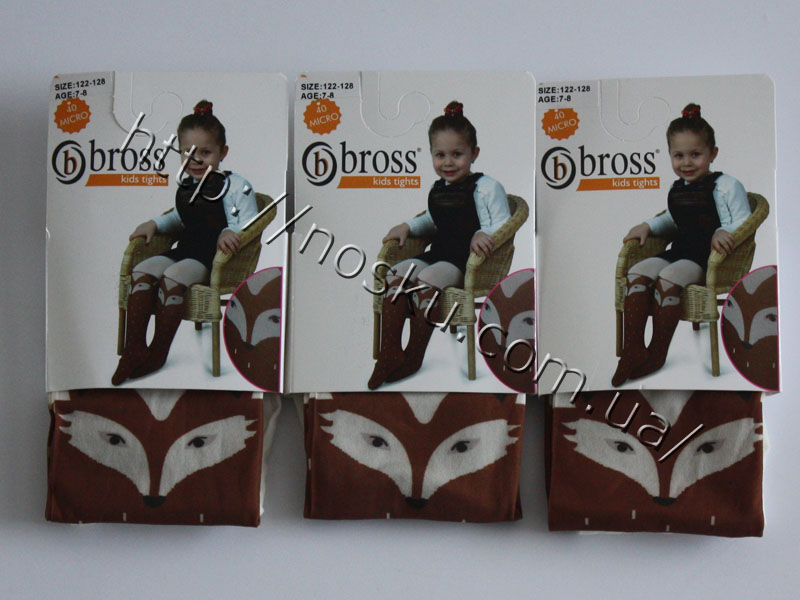 SIZE:122-128
AGE:7-8
40
MICRO
b bross
kids tights
SIZE:122-128
AGE:7-8
40
MICRO
b bross®
kids tights
SIZE:122-128
AGE:7-8
40
MICRO
b bross®
kids tights
http://nosku.com.ua/